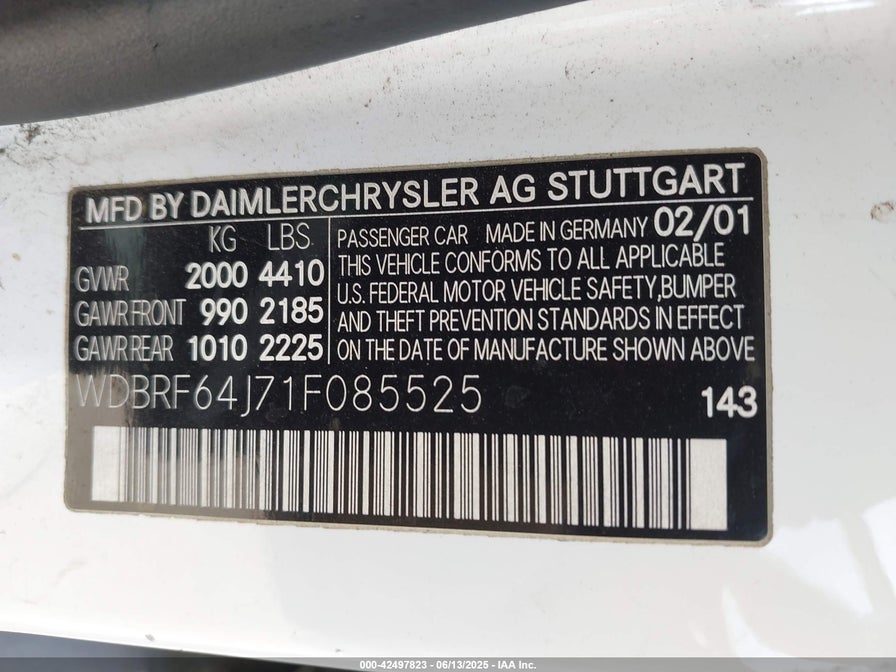 MFD BY DAIMLERCHRYSLER AG STUTTGART
KG LBS
GVWR 2000 4410
GAWR FRONT 990 2185
GAWR REAR 1010 2225
PASSENGER CAR MADE IN GERMANY 02/01
THIS VEHICLE CONFORMS TO ALL APPLICABLE
U.S. FEDERAL MOTOR VEHICLE SAFETY,BUMPER
AND THEFT PREVENTION STANDARDS IN EFFECT
ON THE DATE OF MANUFACTURE SHOWN ABOVE
WDBRF64J71F085525 143
000-42497823 - 06/13/2025 - IAA Inc.